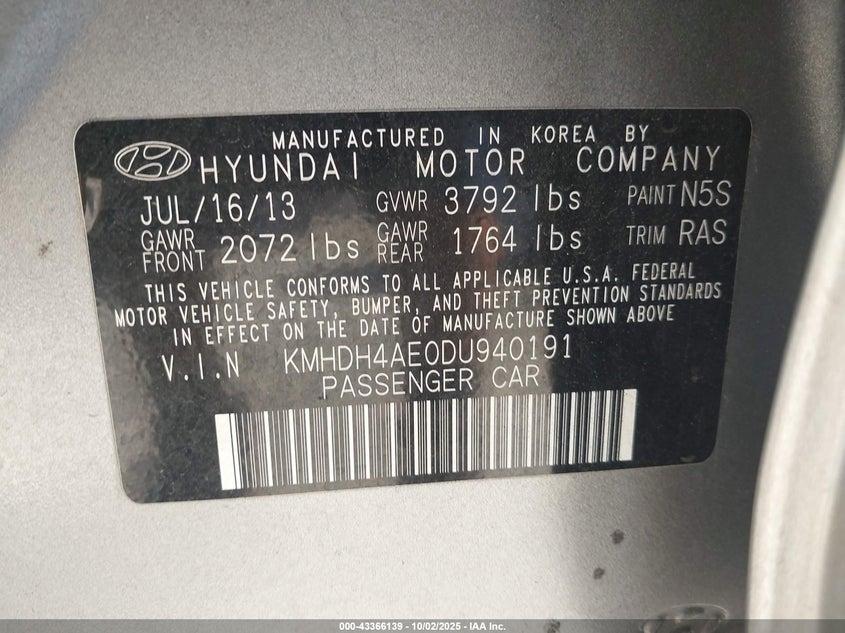 MANUFACTURED IN KOREA BY
HYUNDAI MOTOR COMPANY
JUL/16/13 GVWR 3792 lbs PAINT N5S
GAWR FRONT 2072 lbs GAWR REAR 1764 lbs TRIM RAS
THIS VEHICLE CONFORMS TO ALL APPLICABLE U.S.A. FEDERAL
MOTOR VEHICLE SAFETY, BUMPER, AND THEFT PREVENTION STANDARDS
IN EFFECT ON THE DATE OF MANUFACTURE SHOWN ABOVE
V.I.N KMHDH4AE0DU940191
PASSENGER CAR
000-43366139 - 10/02/2025 - IAA Inc.